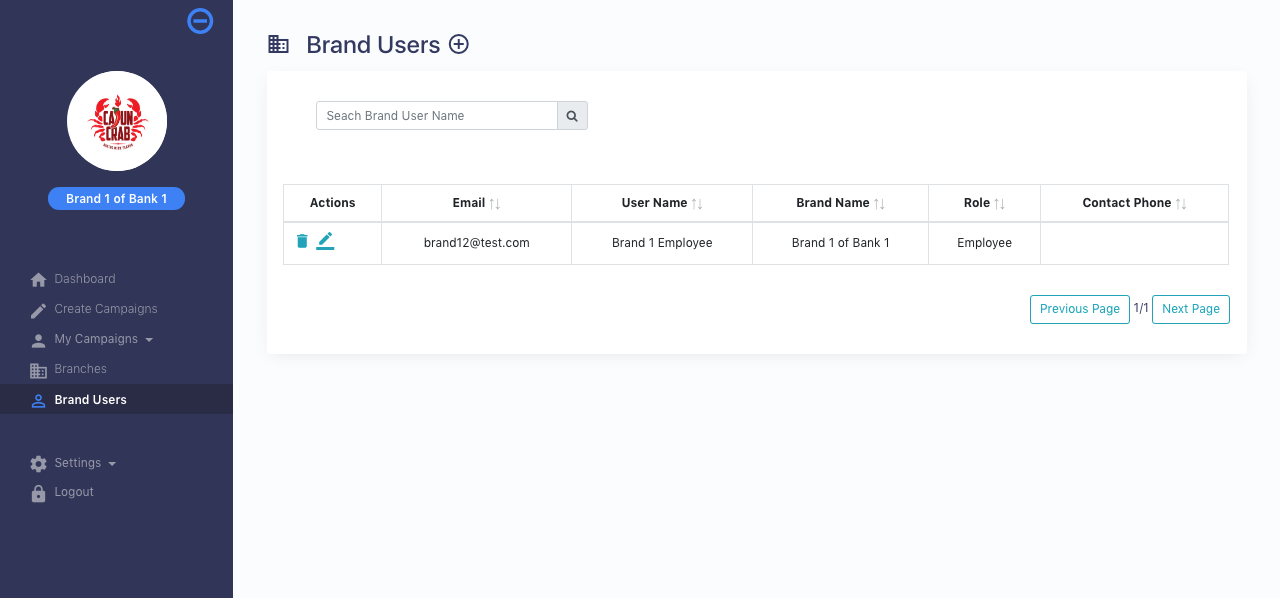 CAJUN
CRAB
Brand 1 of Bank 1
Dashboard
Create Campaigns
My Campaigns
Branches
Brand Users
Settings
Logout
Brand Users
Seach Brand User Name
Actions Email User Name Brand Name Role Contact Phone
brand12@test.com Brand 1 Employee Brand 1 of Bank 1 Employee
Previous Page 1/1 Next Page